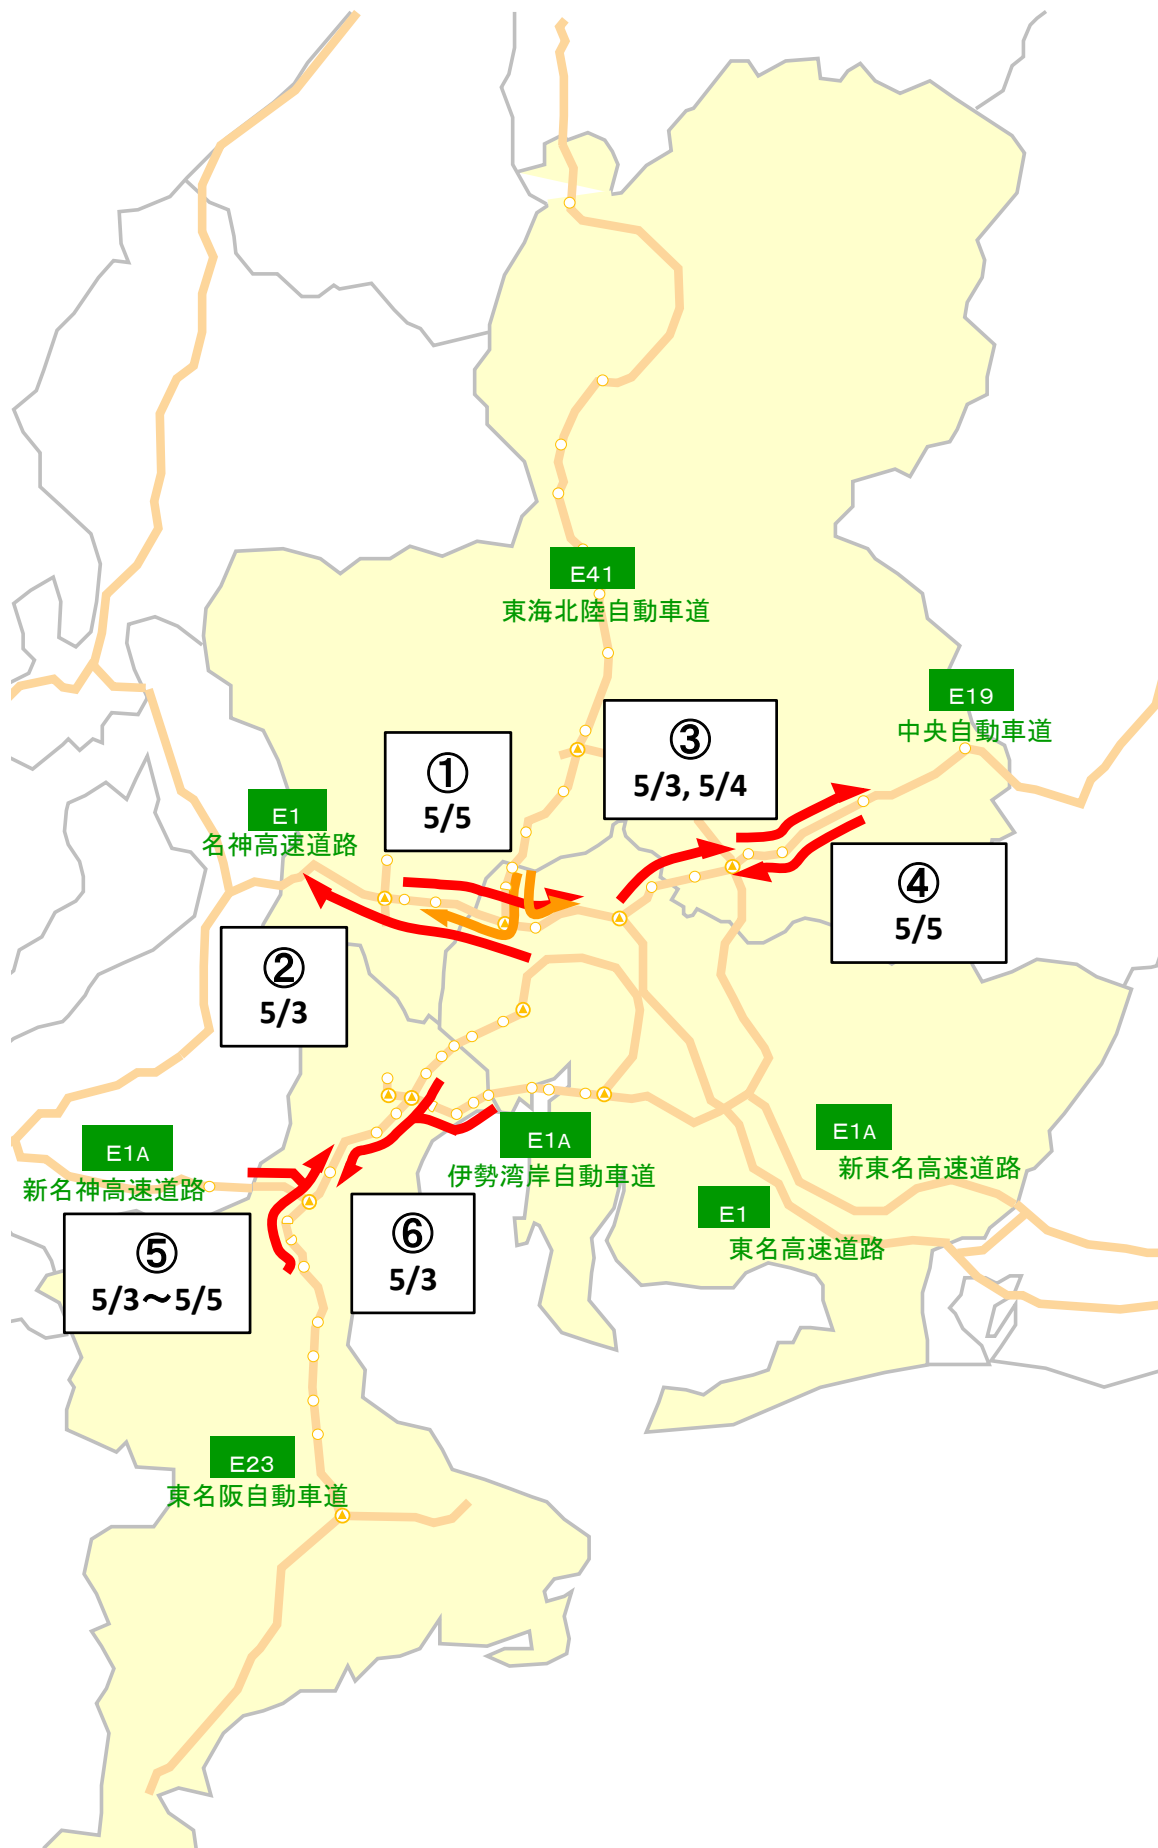 E41
東海北陸自動車道
E19
中央自動車道
③
5/3, 5/4
①
5/5
E1
名神高速道路
④
5/5
②
5/3
E1A
新名神高速道路
E1A
伊勢湾岸自動車道
E1A
新東名高速道路
E1
東名高速道路
⑤
5/3～5/5
⑥
5/3
E23
東名阪自動車道